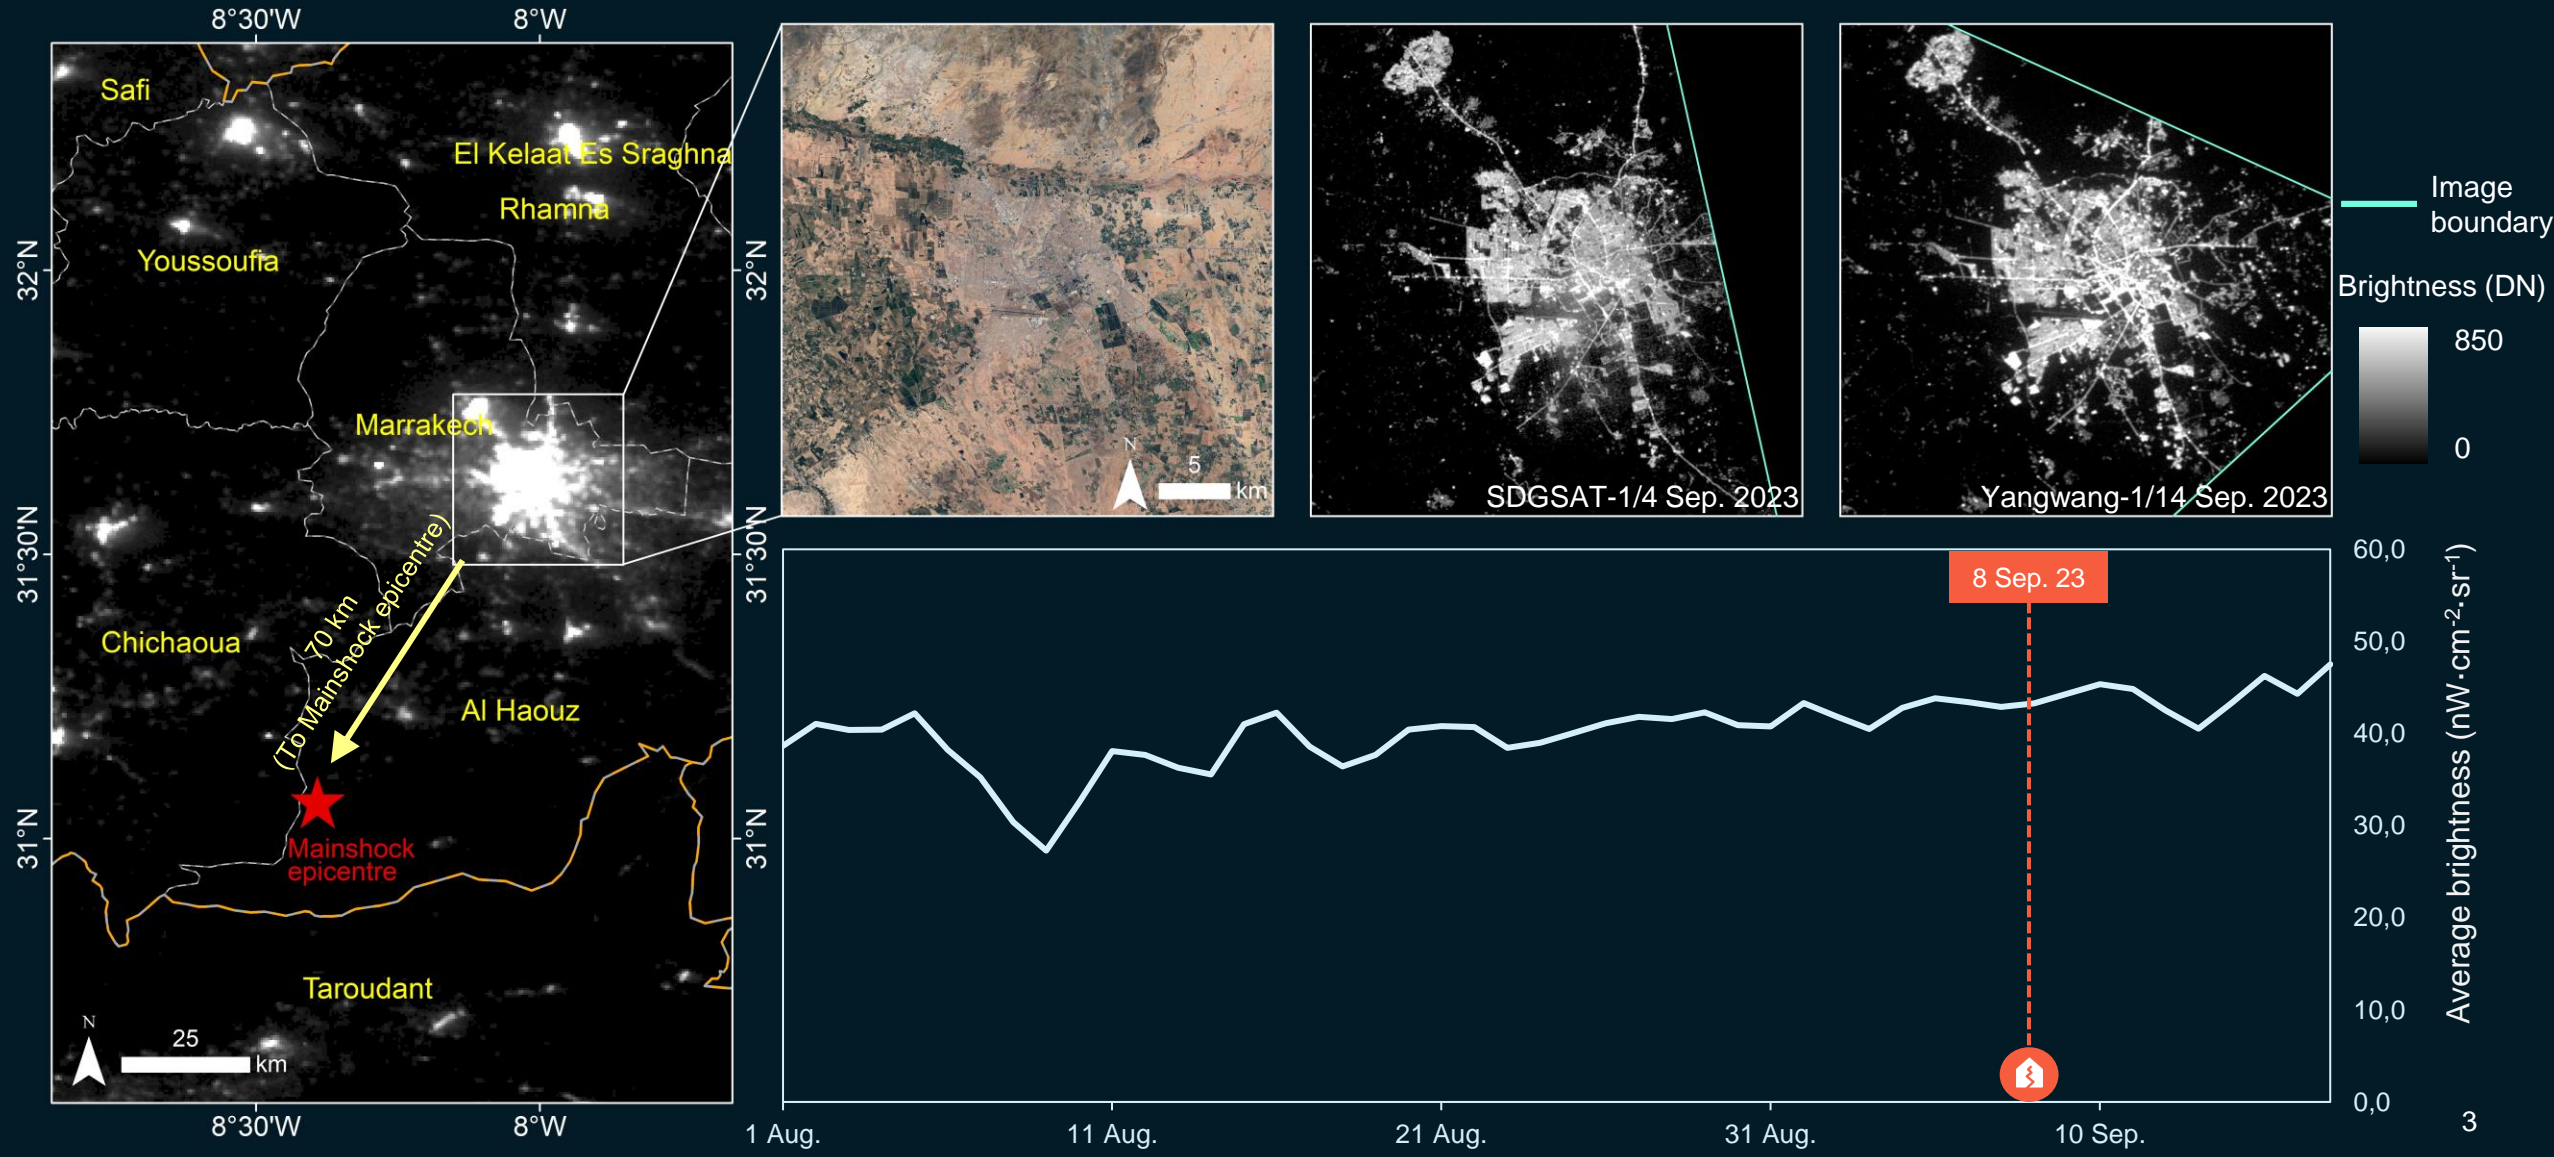 8°30'W
8°W
Safi
El Kelaat Es Sraghna
Rhamna
Youssoufia
Marrakech
Chichaoua
Al Haouz
70 km
(To Mainshock epicentre)
Mainshock
epicentre
Taroudant
N
25
km
32°N
31°30'N
31°N
8°30'W
8°W
32°N
31°30'N
31°N
N
5
km
SDGSAT-1/4 Sep. 2023
Yangwang-1/14 Sep. 2023
Image
boundary
Brightness (DN)
850
0
8 Sep. 23
60,0
50,0
40,0
30,0
20,0
10,0
0,0
Average brightness (nW·cm-2·sr-1)
1 Aug.
11 Aug.
21 Aug.
31 Aug.
10 Sep.
3